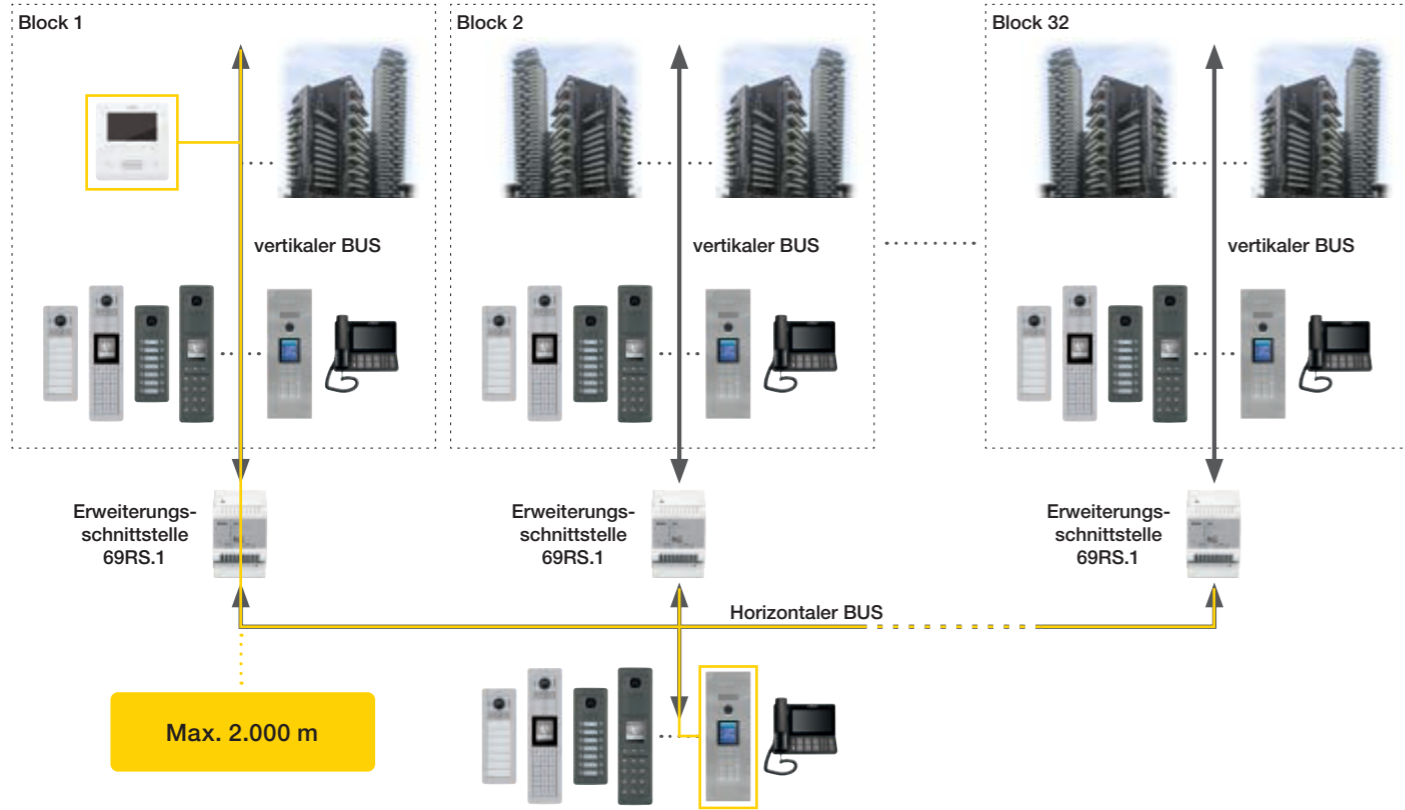 Block 1
Block 2
Block 32
vertikaler BUS
vertikaler BUS
vertikaler BUS
Erweiterungs-
schnittstelle
69RS.1
Erweiterungs-
schnittstelle
69RS.1
Erweiterungs-
schnittstelle
69RS.1
Horizontaler BUS
Max. 2.000 m